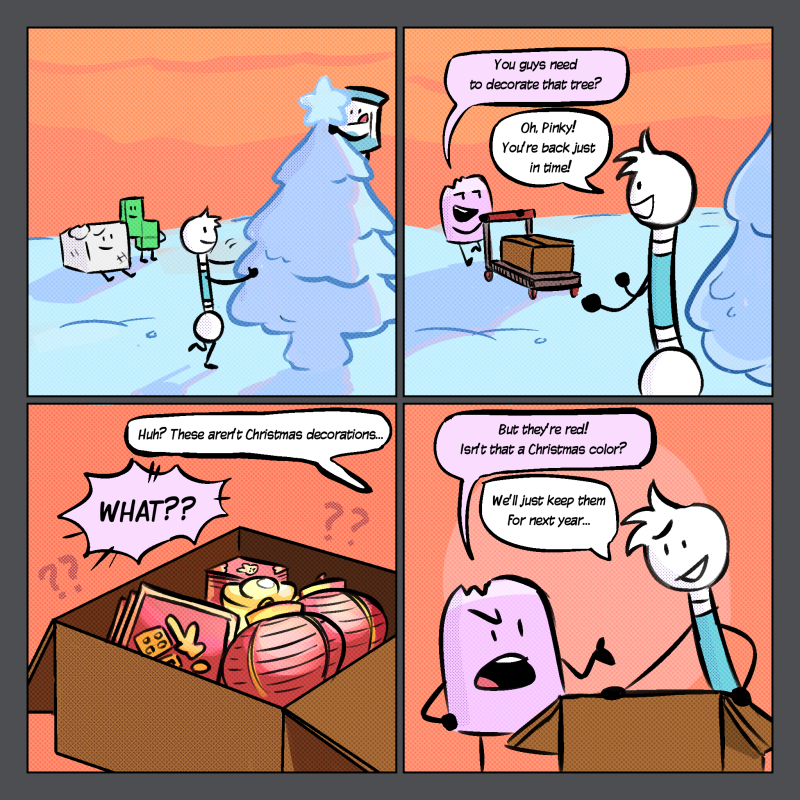 You guys need
to decorate that tree?
Oh, Pinky!
You're back just
in time!
Huh? These aren't Christmas decorations...
WHAT??
??
??
But they're red!
Isn't that a Christmas color?
We'll just keep them
For next year...